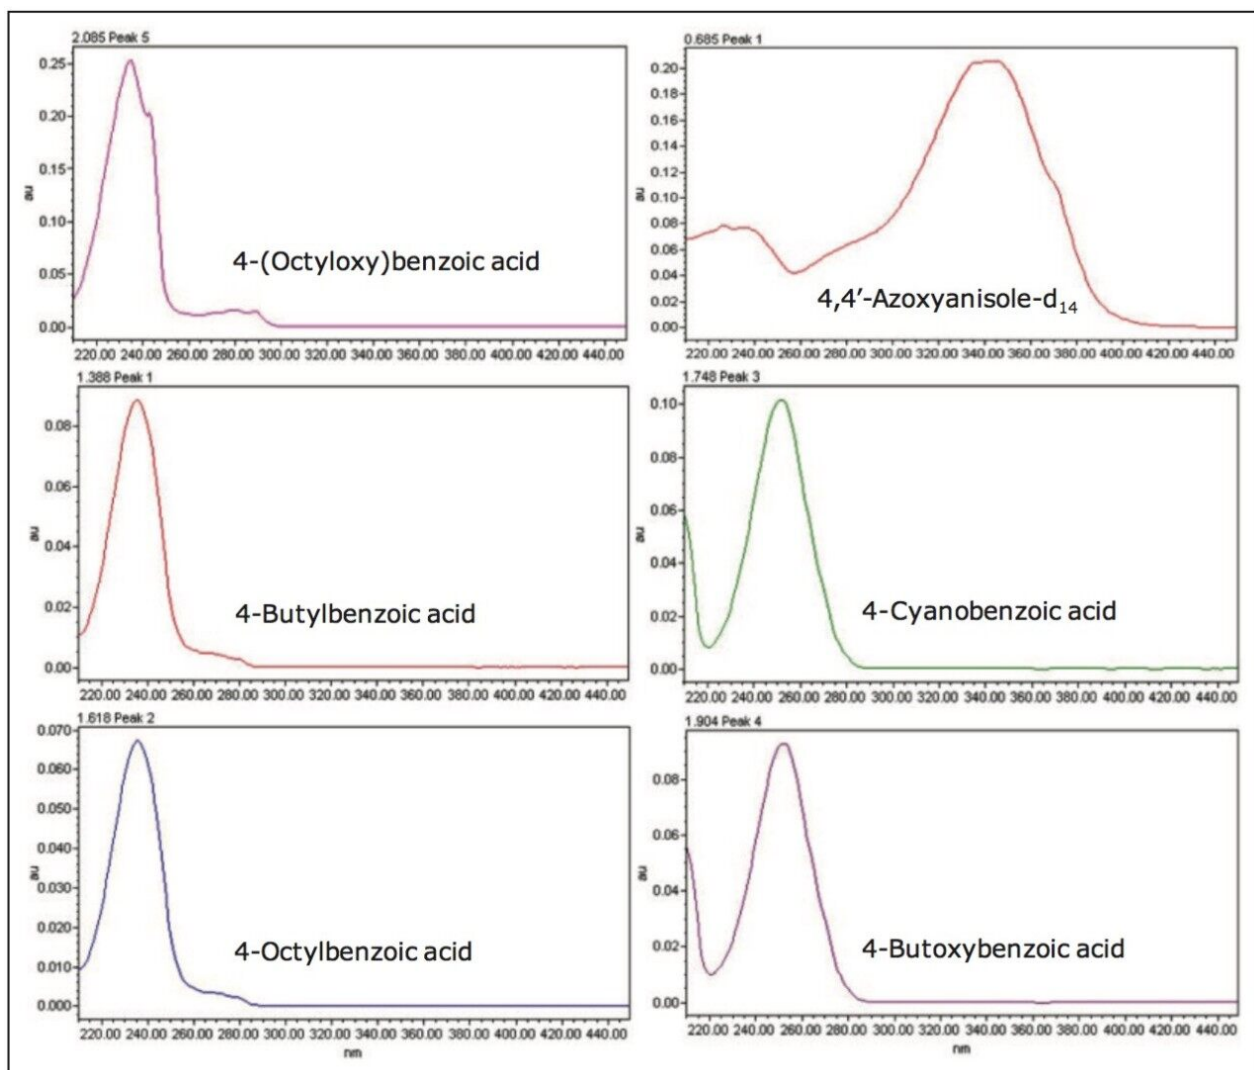 2.085 Peak 5
0.25
0.20
0.15
au
0.10
0.05
0.00
4-(Octyloxy)benzoic acid
220.00 240.00 260.00 280.00 300.00 320.00 340.00 360.00 380.00 400.00 420.00 440.00
0.685 Peak 1
0.20
0.18
0.16
0.14
0.12
au
0.10
0.08
0.06
0.04
0.02
0.00
4,4′-Azoxyanisole-d₁₄
220.00 240.00 260.00 280.00 300.00 320.00 340.00 360.00 380.00 400.00 420.00 440.00
1.388 Peak 1
0.08
0.06
au
0.04
0.02
0.00
4-Butylbenzoic acid
220.00 240.00 260.00 280.00 300.00 320.00 340.00 360.00 380.00 400.00 420.00 440.00
1.748 Peak 3
0.10
0.08
0.06
au
0.04
0.02
0.00
4-Cyanobenzoic acid
220.00 240.00 260.00 280.00 300.00 320.00 340.00 360.00 380.00 400.00 420.00 440.00
1.618 Peak 2
0.070
0.060
0.050
0.040
au
0.030
0.020
0.010
0.000
4-Octylbenzoic acid
220.00 240.00 260.00 280.00 300.00 320.00 340.00 360.00 380.00 400.00 420.00 440.00
nm
1.904 Peak 4
0.08
0.06
au
0.04
0.02
0.00
4-Butoxybenzoic acid
220.00 240.00 260.00 280.00 300.00 320.00 340.00 360.00 380.00 400.00 420.00 440.00
nm